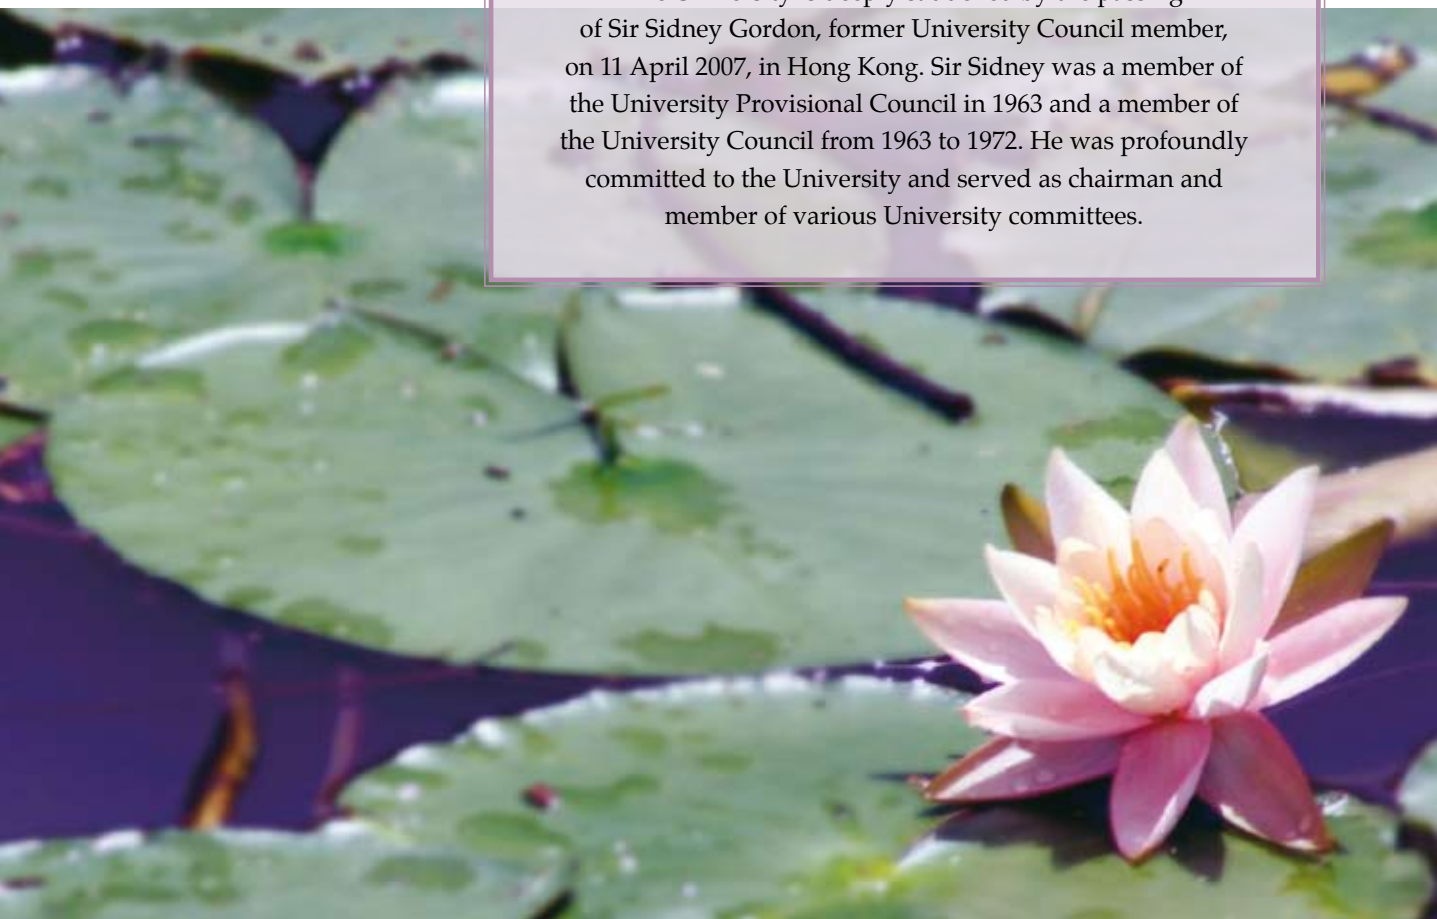 of Sir Sidney Gordon, former University Council member,
on 11 April 2007, in Hong Kong. Sir Sidney was a member of
the University Provisional Council in 1963 and a member of
the University Council from 1963 to 1972. He was profoundly
committed to the University and served as chairman and
member of various University committees.